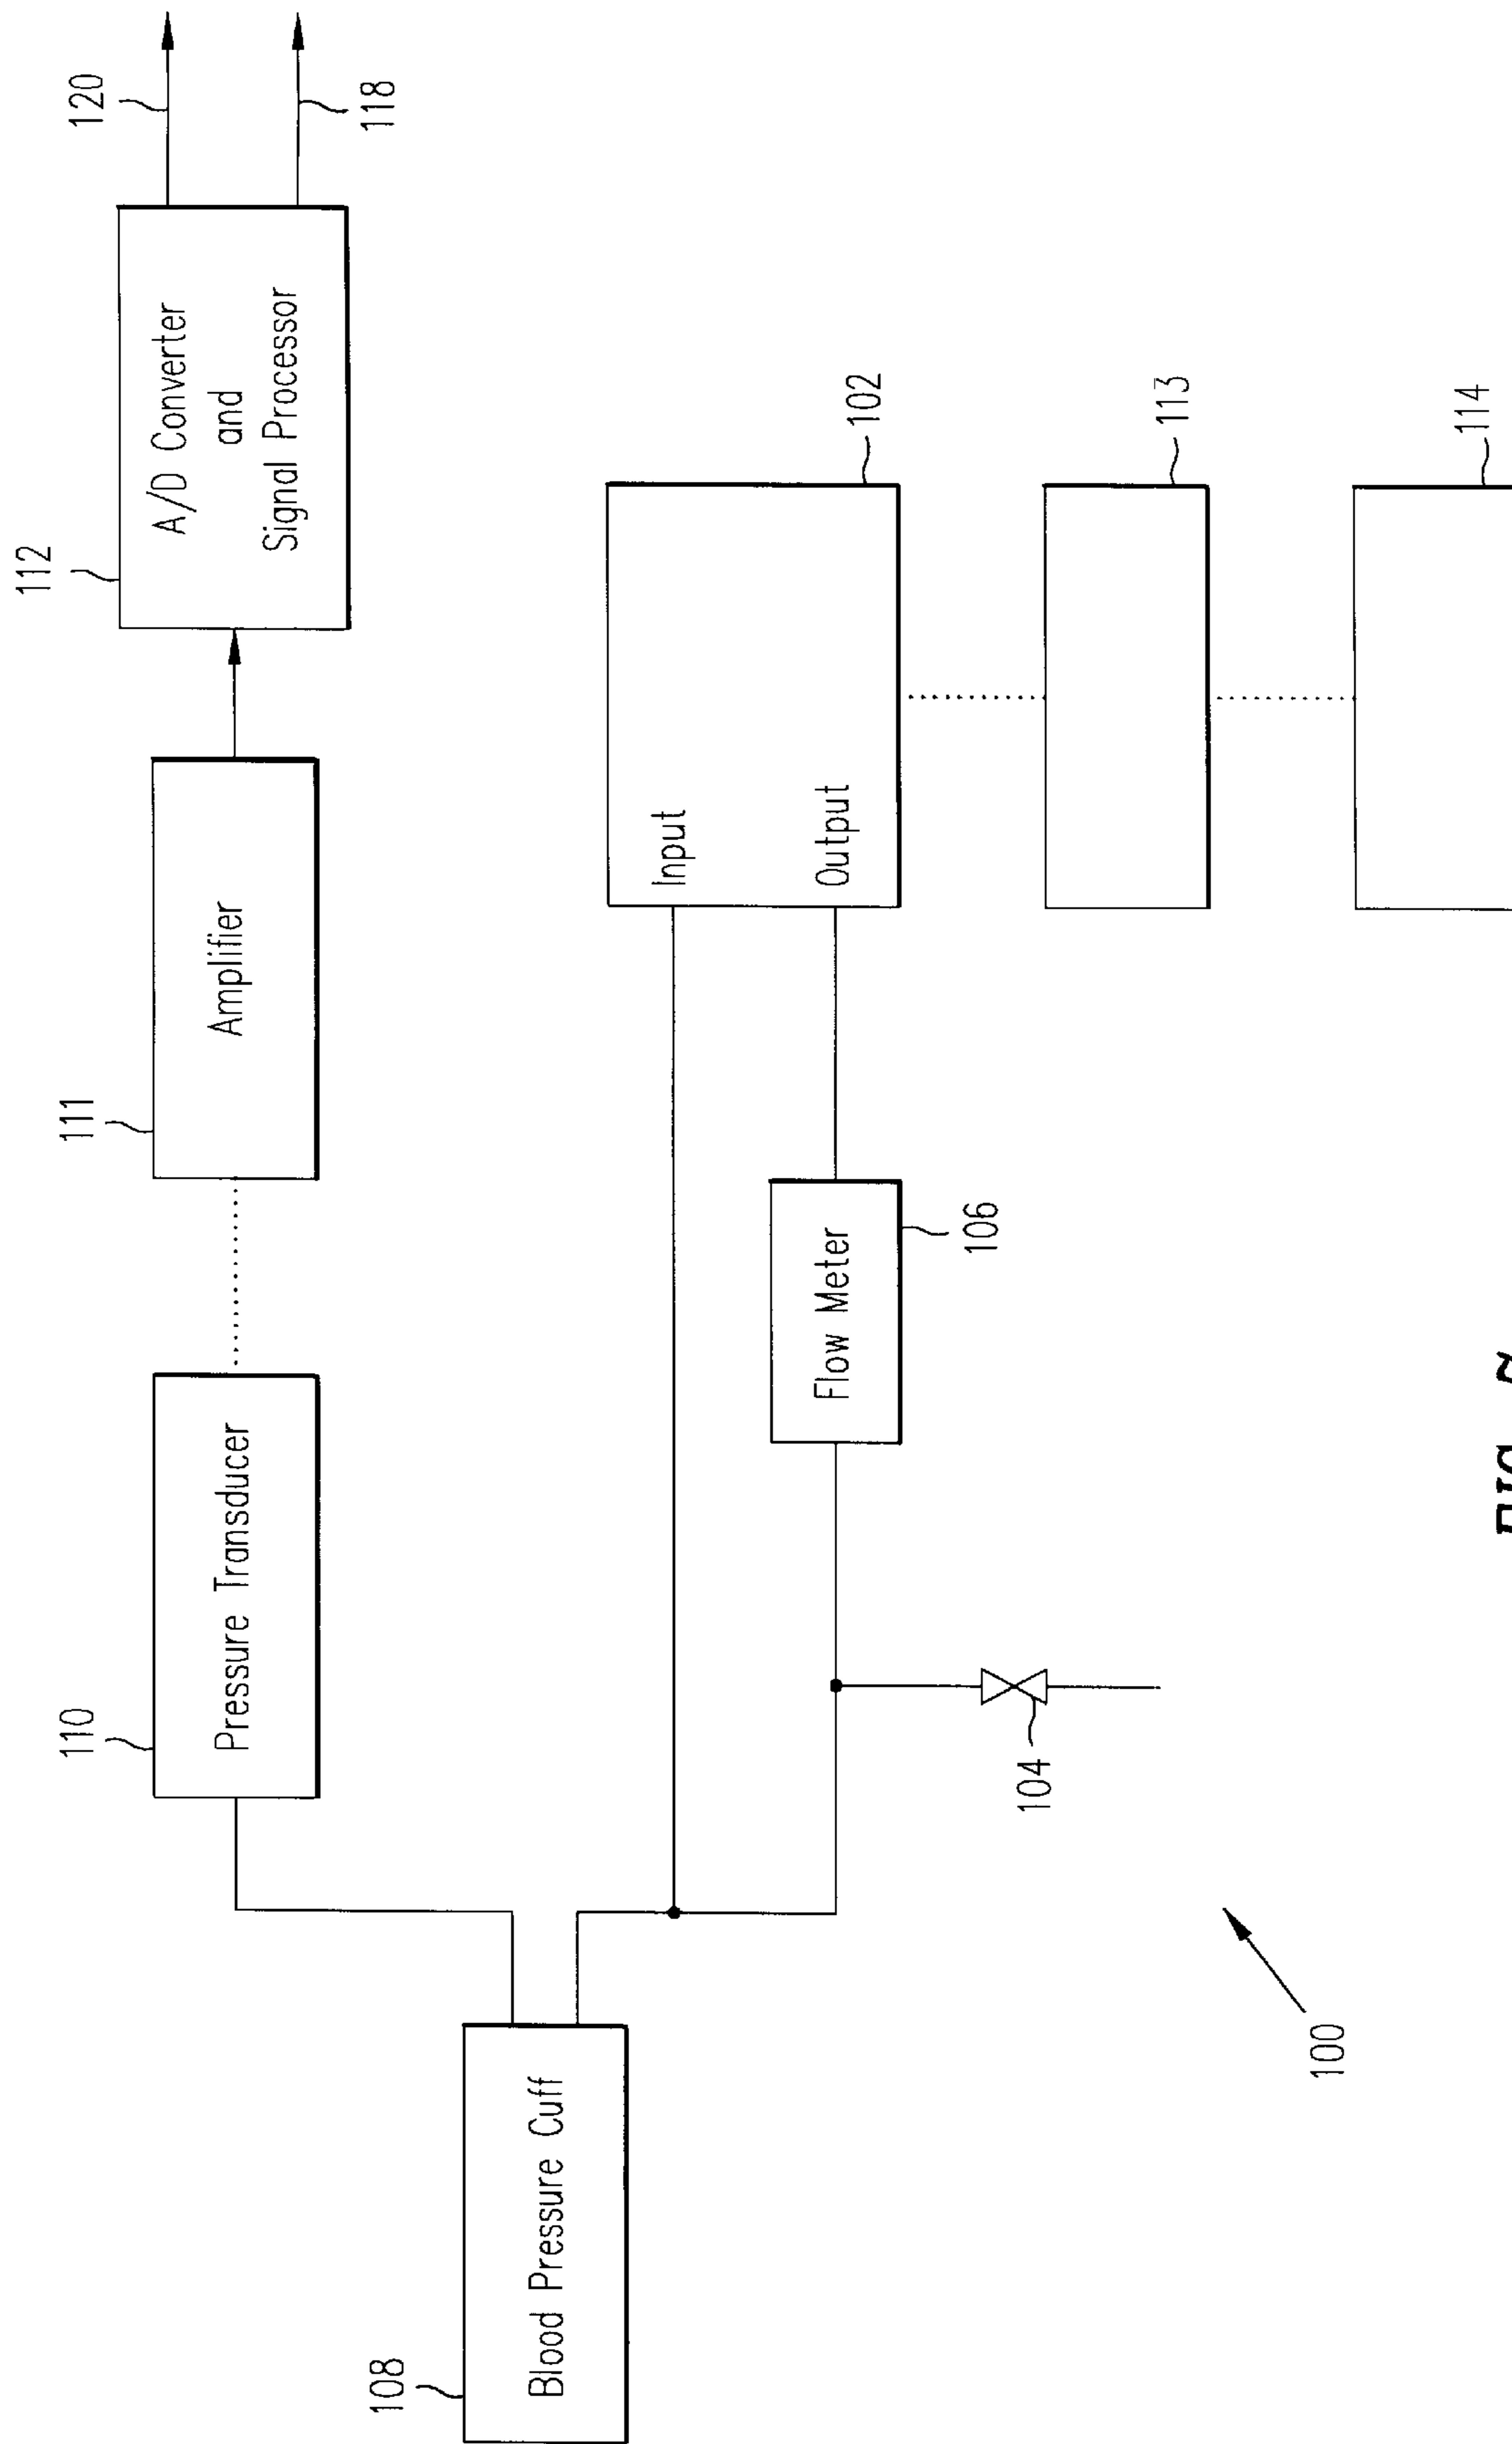 112
120
A/D Converter
and
Signal Processor
118
111
Amplifier
110
Pressure Transducer
108
Blood Pressure Cuff
Input
Output
102
Flow Meter
106
104
113
114
100